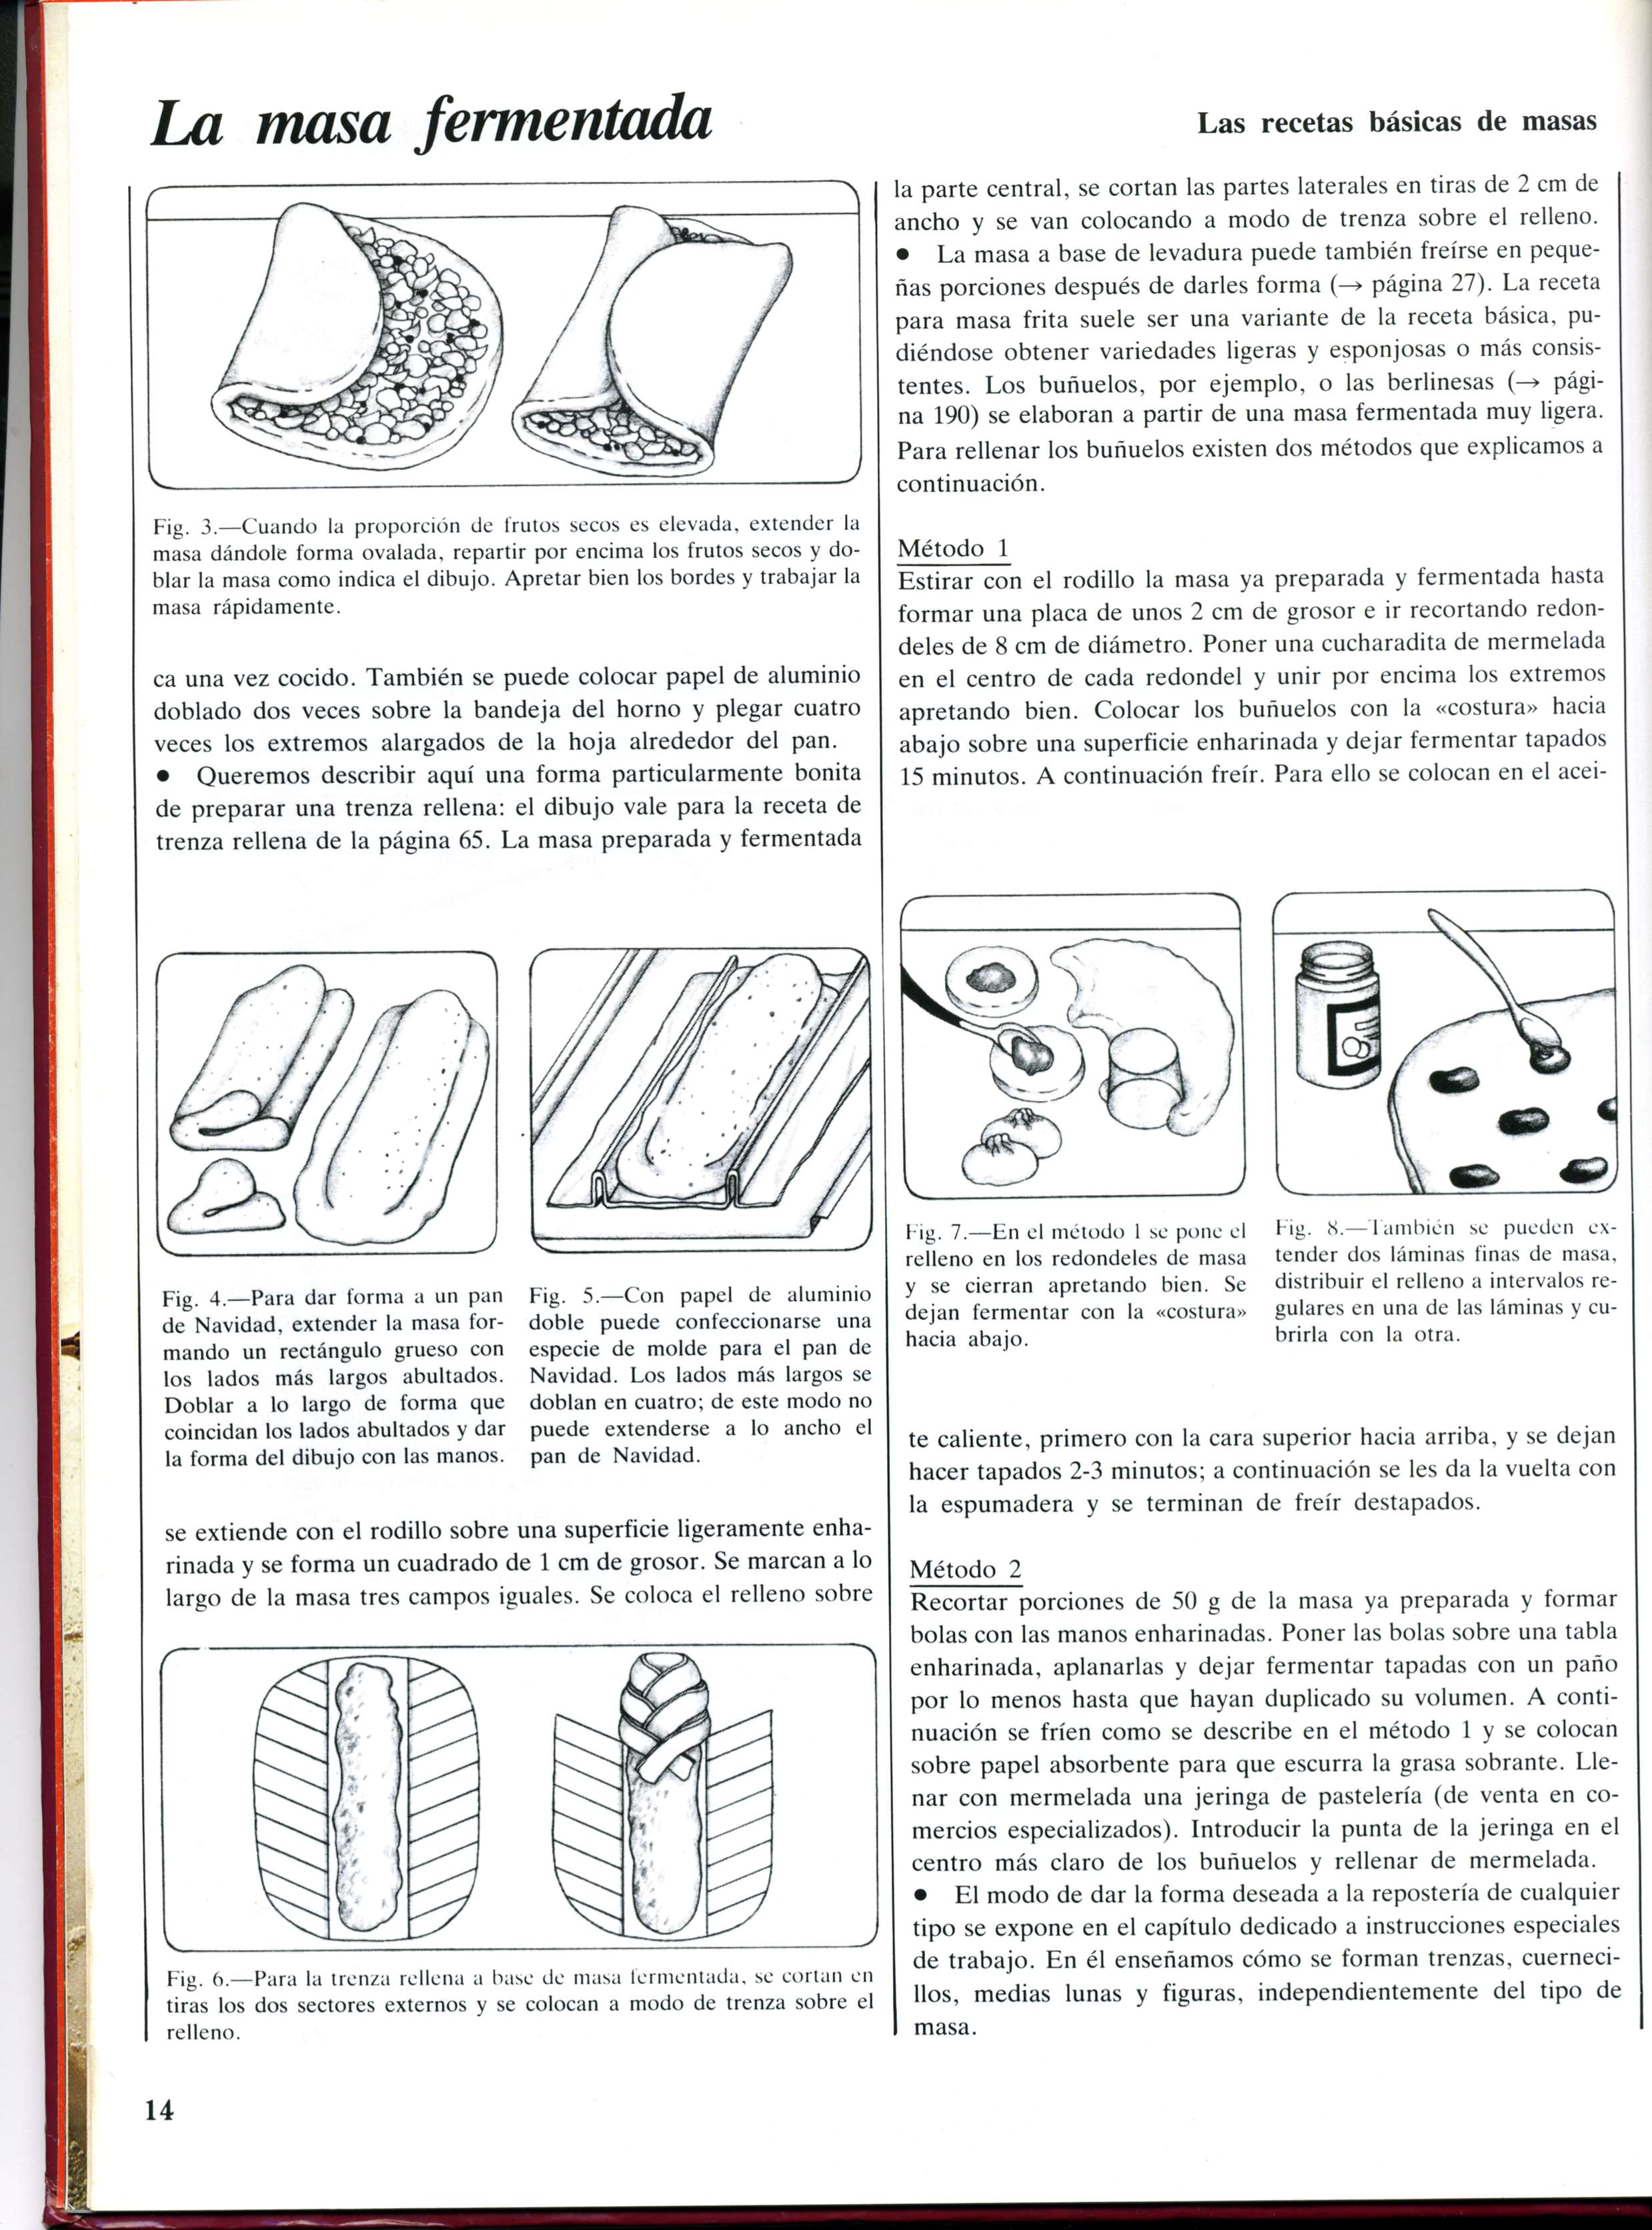 La masa fermentada
Las recetas básicas de masas
Fig. 3.—Cuando la proporción de frutos secos es elevada, extender la
masa dándole forma ovalada, repartir por encima los frutos secos y do-
blar la masa como indica el dibujo. Apretar bien los bordes y trabajar la
masa rápidamente.
ca una vez cocido. También se puede colocar papel de aluminio
doblado dos veces sobre la bandeja del horno y plegar cuatro
veces los extremos alargados de la hoja alrededor del pan.
● Queremos describir aquí una forma particularmente bonita
de preparar una trenza rellena: el dibujo vale para la receta de
trenza rellena de la página 65. La masa preparada y fermentada
Fig. 4.—Para dar forma a un pan
de Navidad, extender la masa for-
mando un rectángulo grueso con
los lados más largos abultados.
Doblar a lo largo de forma que
coincidan los lados abultados y dar
la forma del dibujo con las manos.
Fig. 5.—Con papel de aluminio
doble puede confeccionarse una
especie de molde para el pan de
Navidad. Los lados más largos se
doblan en cuatro; de este modo no
puede extenderse a lo ancho el
pan de Navidad.
se extiende con el rodillo sobre una superficie ligeramente enha-
rinada y se forma un cuadrado de 1 cm de grosor. Se marcan a lo
largo de la masa tres campos iguales. Se coloca el relleno sobre
Fig. 6.—Para la trenza rellena a base de masa fermentada, se cortan en
tiras los dos sectores externos y se colocan a modo de trenza sobre el
relleno.
la parte central, se cortan las partes laterales en tiras de 2 cm de
ancho y se van colocando a modo de trenza sobre el relleno.
● La masa a base de levadura puede también freírse en peque-
ñas porciones después de darles forma (→ página 27). La receta
para masa frita suele ser una variante de la receta básica, pu-
diéndose obtener variedades ligeras y esponjosas o más consis-
tentes. Los buñuelos, por ejemplo, o las berlinesas (→ pági-
na 190) se elaboran a partir de una masa fermentada muy ligera.
Para rellenar los buñuelos existen dos métodos que explicamos a
continuación.
Método 1
Estirar con el rodillo la masa ya preparada y fermentada hasta
formar una placa de unos 2 cm de grosor e ir recortando redon-
deles de 8 cm de diámetro. Poner una cucharadita de mermelada
en el centro de cada redondel y unir por encima los extremos
apretando bien. Colocar los buñuelos con la «costura» hacia
abajo sobre una superficie enharinada y dejar fermentar tapados
15 minutos. A continuación freír. Para ello se colocan en el acei-
Fig. 7.—En el método 1 se pone el
relleno en los redondeles de masa
y se cierran apretando bien. Se
dejan fermentar con la «costura»
hacia abajo.
Fig. 8.—También se pueden ex-
tender dos láminas finas de masa,
distribuir el relleno a intervalos re-
gulares en una de las láminas y cu-
brirla con la otra.
te caliente, primero con la cara superior hacia arriba, y se dejan
hacer tapados 2-3 minutos; a continuación se les da la vuelta con
la espumadera y se terminan de freír destapados.
Método 2
Recortar porciones de 50 g de la masa ya preparada y formar
bolas con las manos enharinadas. Poner las bolas sobre una tabla
enharinada, aplanarlas y dejar fermentar tapadas con un paño
por lo menos hasta que hayan duplicado su volumen. A conti-
nuación se fríen como se describe en el método 1 y se colocan
sobre papel absorbente para que escurra la grasa sobrante. Lle-
nar con mermelada una jeringa de pastelería (de venta en co-
mercios especializados). Introducir la punta de la jeringa en el
centro más claro de los buñuelos y rellenar de mermelada.
● El modo de dar la forma deseada a la repostería de cualquier
tipo se expone en el capítulo dedicado a instrucciones especiales
de trabajo. En él enseñamos cómo se forman trenzas, cuerneci-
llos, medias lunas y figuras, independientemente del tipo de
masa.
14